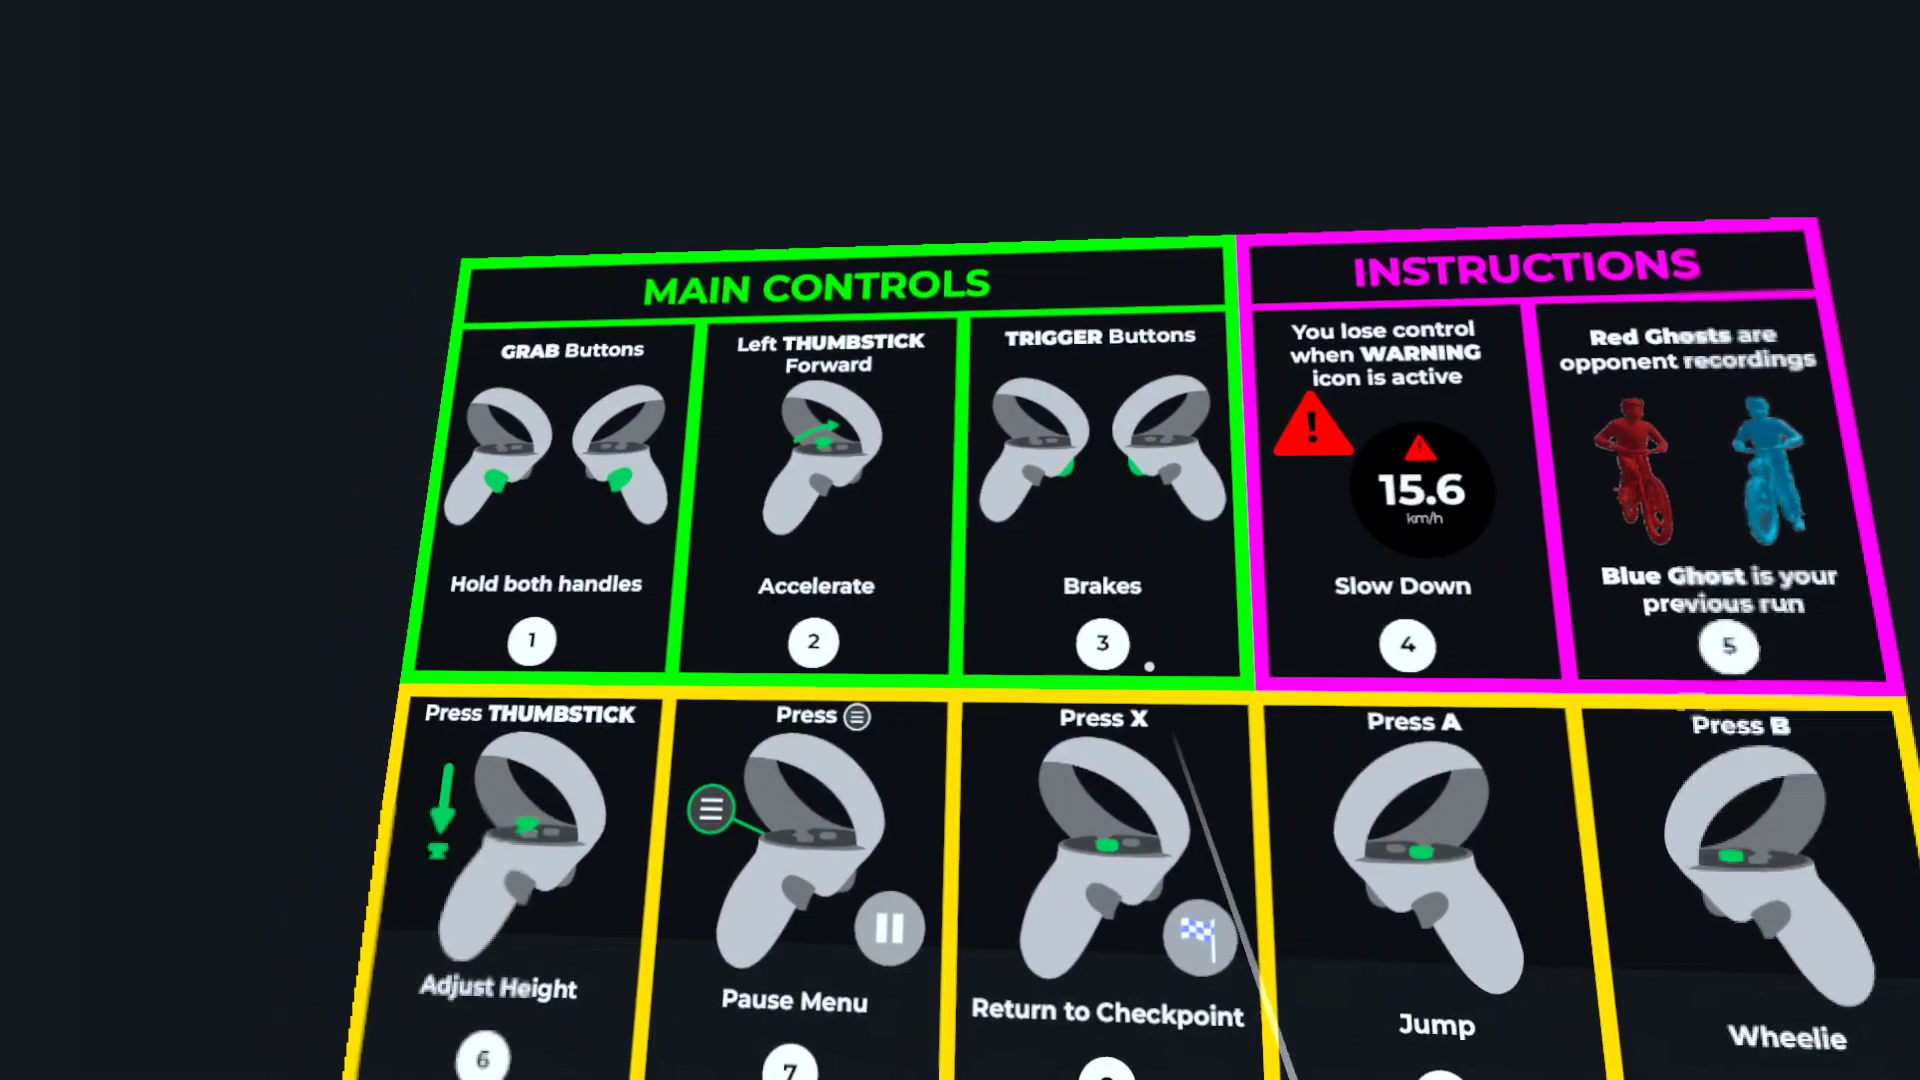 MAIN CONTROLS
INSTRUCTIONS
GRAB Buttons
Hold both handles
1
Left THUMBSTICK
Forward
Accelerate
2
TRIGGER Buttons
Brakes
3
You lose control
when WARNING
icon is active
!
!
15.6
km/h
Slow Down
4
Red Ghosts are
opponent recordings
Blue Ghost is your
previous run
5
Press THUMBSTICK
Adjust Height
6
Press
Pause Menu
7
Press X
Return to Checkpoint
Press A
Jump
Press B
Wheelie